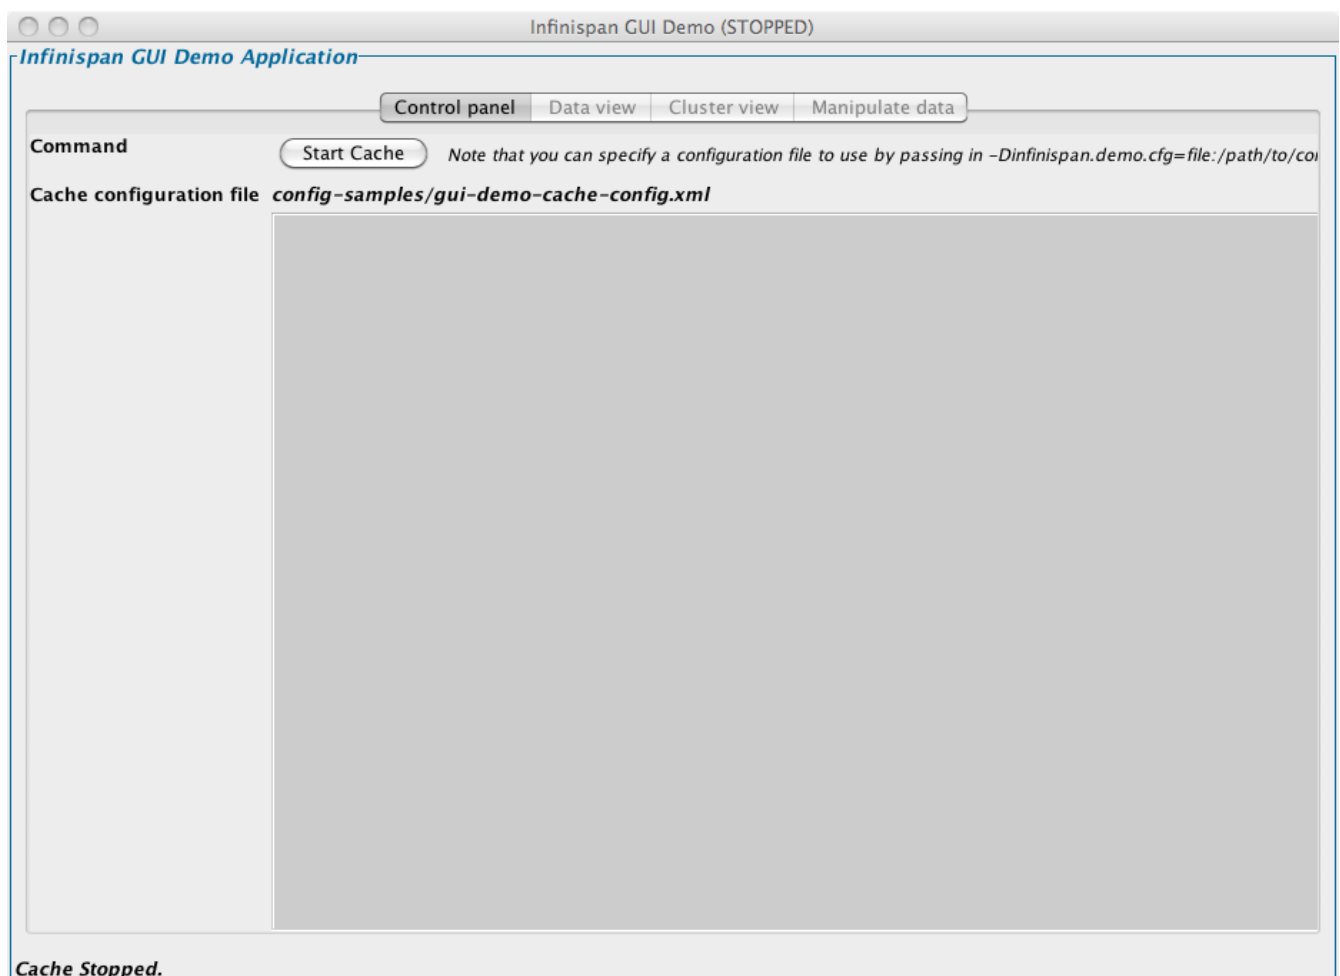 Infinispan GUI Demo (STOPPED)
Infinispan GUI Demo Application
Control panel Data view Cluster view Manipulate data
Command Start Cache Note that you can specify a configuration file to use by passing in -Dinfinispan.demo.cfg=file:/path/to/
Cache configuration file config-samples/gui-demo-cache-config.xml
Cache Stopped.